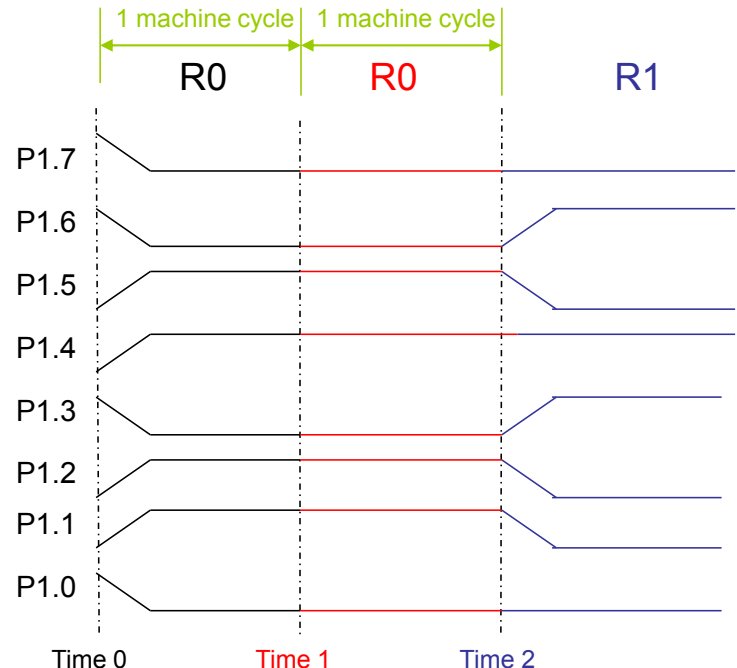 1 machine cycle 1 machine cycle
R0 R0 R1
P1.7
P1.6
P1.5
P1.4
P1.3
P1.2
P1.1
P1.0
Time 0 Time 1 Time 2